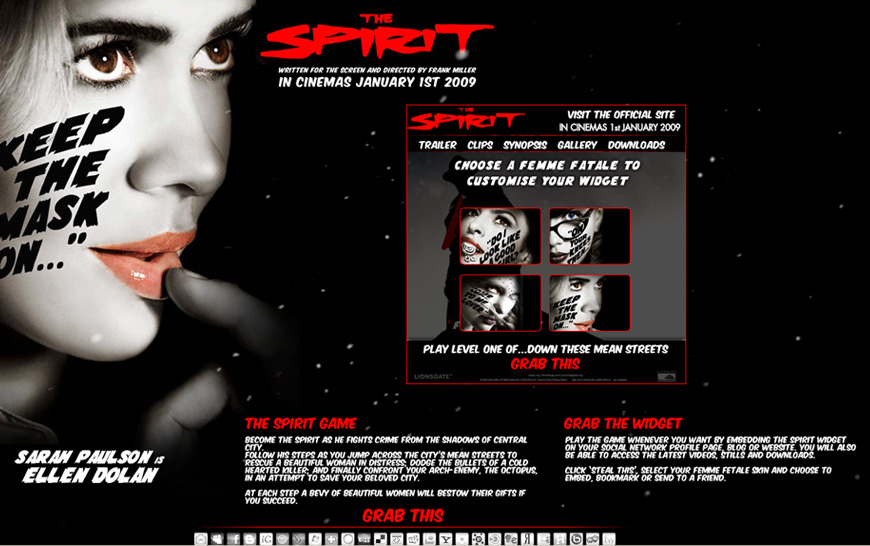 THE
SPIRIT
WRITTEN FOR THE SCREEN AND DIRECTED BY FRANK MILLER
IN CINEMAS JANUARY 1ST 2009
KEEP
THE
MASK
ON..."
SARAH PAULSON IS
ELLEN DOLAN
THE
SPIRIT
VISIT THE OFFICIAL SITE
IN CINEMAS 1st JANUARY 2009
TRAILER CLIPS SYNOPSIS GALLERY DOWNLOADS
CHOOSE A FEMME FATALE TO
CUSTOMISE YOUR WIDGET
"DO I
LOOK LIKE
A GOOD
GIRL?"
KEEP
THE
MASK
ON..."
PLAY LEVEL ONE OF...DOWN THESE MEAN STREETS
GRAB THIS
LIONSGATE
THE SPIRIT GAME
BECOME THE SPIRIT AS HE FIGHTS CRIME FROM THE SHADOWS OF CENTRAL
CITY.
FOLLOW HIS STEPS AS YOU JUMP ACROSS THE CITY'S MEAN STREETS TO
RESCUE A BEAUTIFUL WOMAN IN DISTRESS; DODGE THE BULLETS OF A COLD
HEARTED KILLER; AND FINALLY CONFRONT YOUR ARCH-ENEMY, THE OCTOPUS,
IN AN ATTEMPT TO SAVE YOUR BELOVED CITY.
AT EACH STEP A BEVY OF BEAUTIFUL WOMEN WILL BESTOW THEIR GIFTS IF
YOU SUCCEED.
GRAB THIS
GRAB THE WIDGET
PLAY THE GAME WHENEVER YOU WANT BY EMBEDDING THE SPIRIT WIDGET
ON YOUR SOCIAL NETWORK PROFILE PAGE, BLOG OR WEBSITE. YOU WILL ALSO
BE ABLE TO ACCESS THE LATEST VIDEOS, STILLS AND DOWNLOADS.
CLICK 'STEAL THIS', SELECT YOUR FEMME FETALE SKIN AND CHOOSE TO
EMBED, BOOKMARK OR SEND TO A FRIEND.